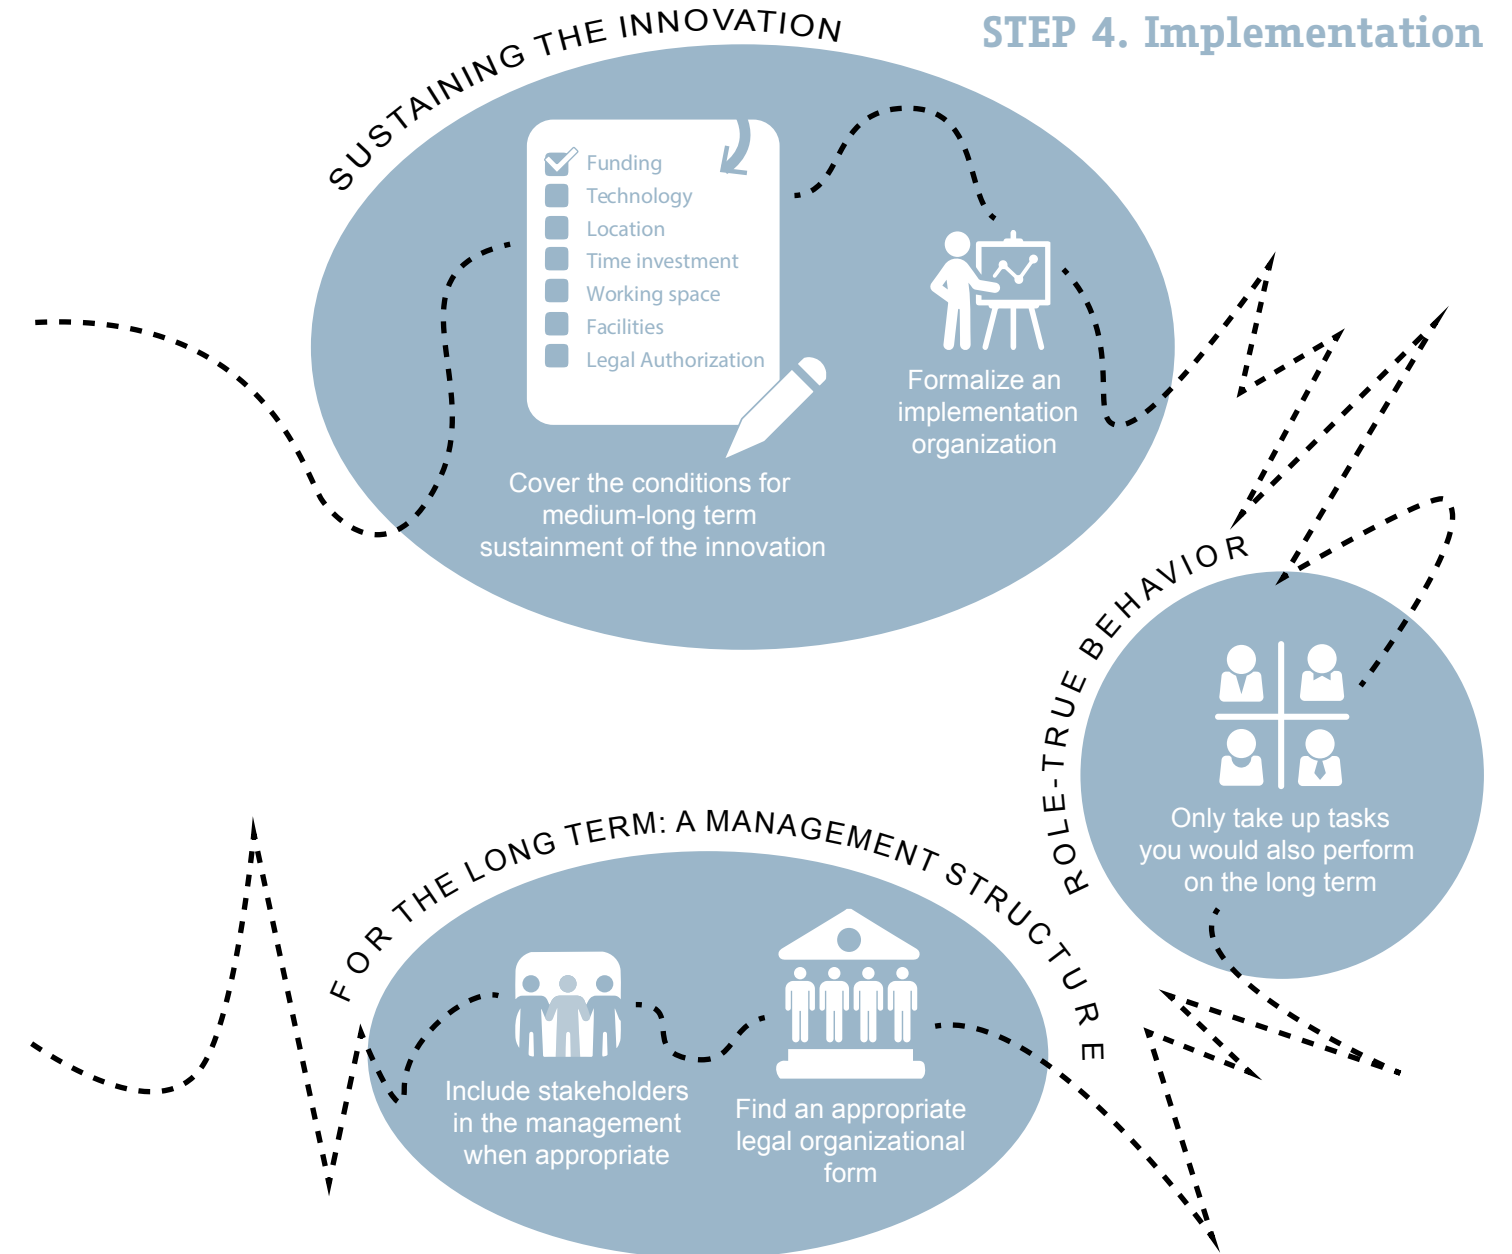 STEP 4. Implementation
SUSTAINING THE INNOVATION
Funding
Technology
Location
Time investment
Working space
Facilities
Legal Authorization
Cover the conditions for
medium-long term
sustainment of the innovation
Formalize an
implementation
organization
ROLE-TRUE BEHAVIOR
Only take up tasks
you would also perform
on the long term
FOR THE LONG TERM: A MANAGEMENT STRUCTURE
Include stakeholders
in the management
when appropriate
Find an appropriate
legal organizational
form